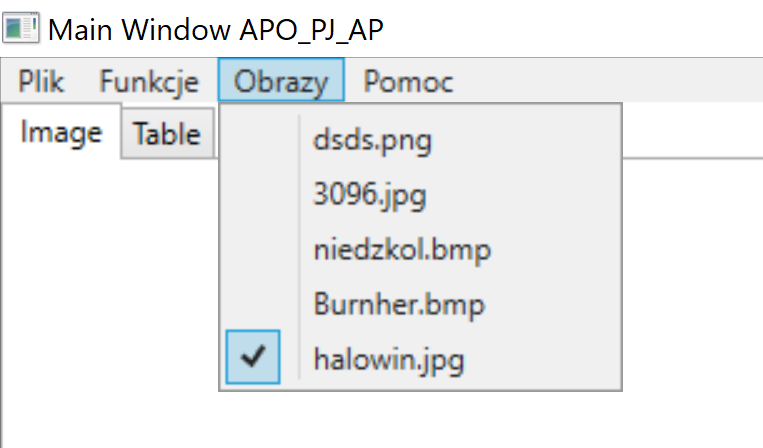 Main Window APO_PJ_AP
Plik Funkcje Obrazy Pomoc
Image Table
dsds.png
3096.jpg
niedzkol.bmp
Burnher.bmp
halowin.jpg